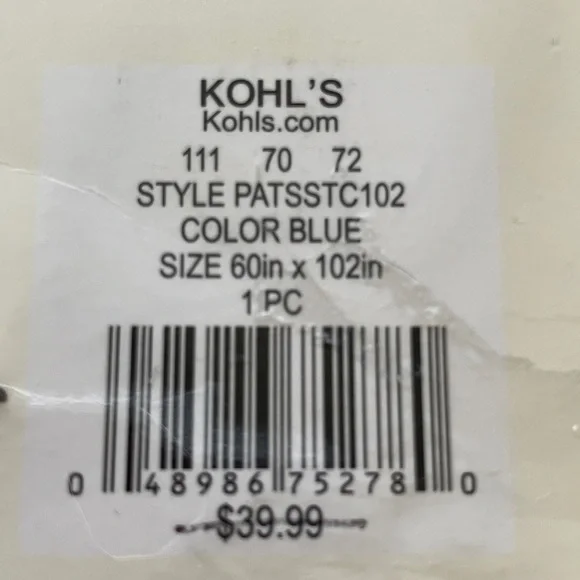 KOHL'S
Kohls.com
111 70 72
STYLE PATSSTC102
COLOR BLUE
SIZE 60in x 102in
1 PC
0 48986 75278 0
$39.99